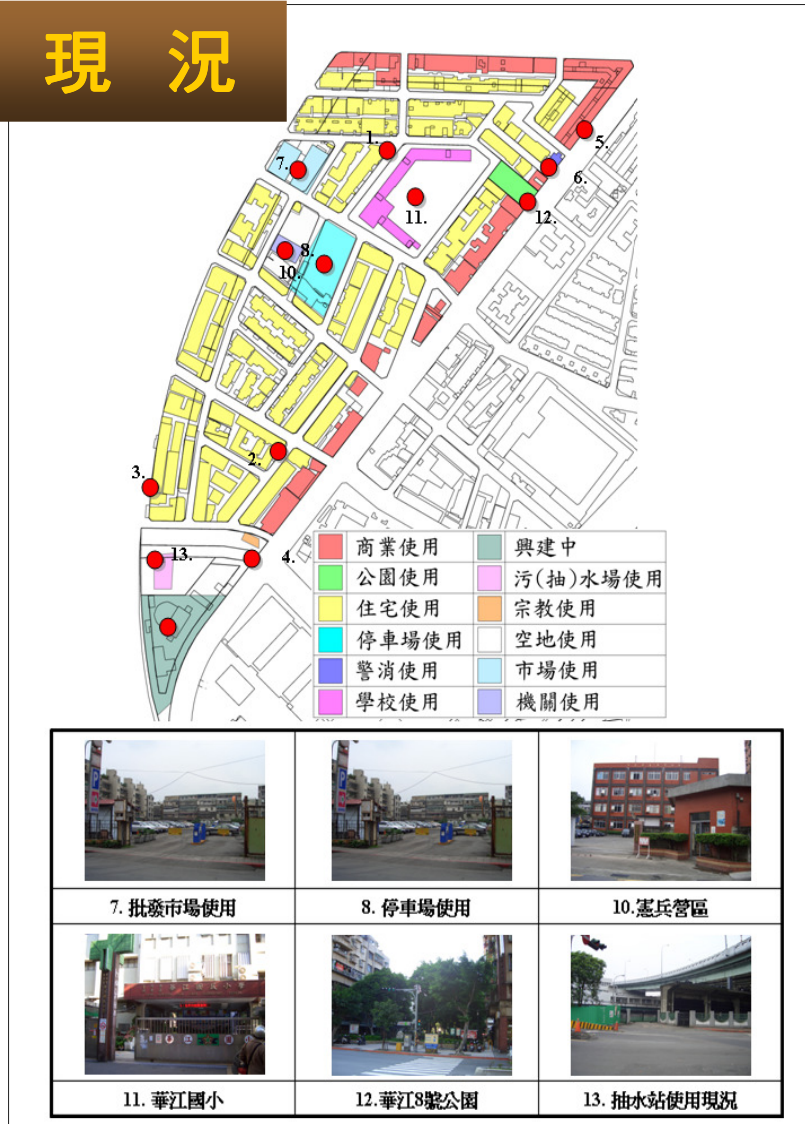 現 況
1.
5.
7.
6.
11.
12.
8.
10.
2.
3.
13.
4.
商業使用
興建中
公園使用
污(抽)水場使用
住宅使用
宗教使用
停車場使用
空地使用
警消使用
市場使用
學校使用
機關使用
P
7. 批發市場使用
8. 停車場使用
10.憲兵營區
11. 華江國小
12.華江8號公園
13. 抽水站使用現況